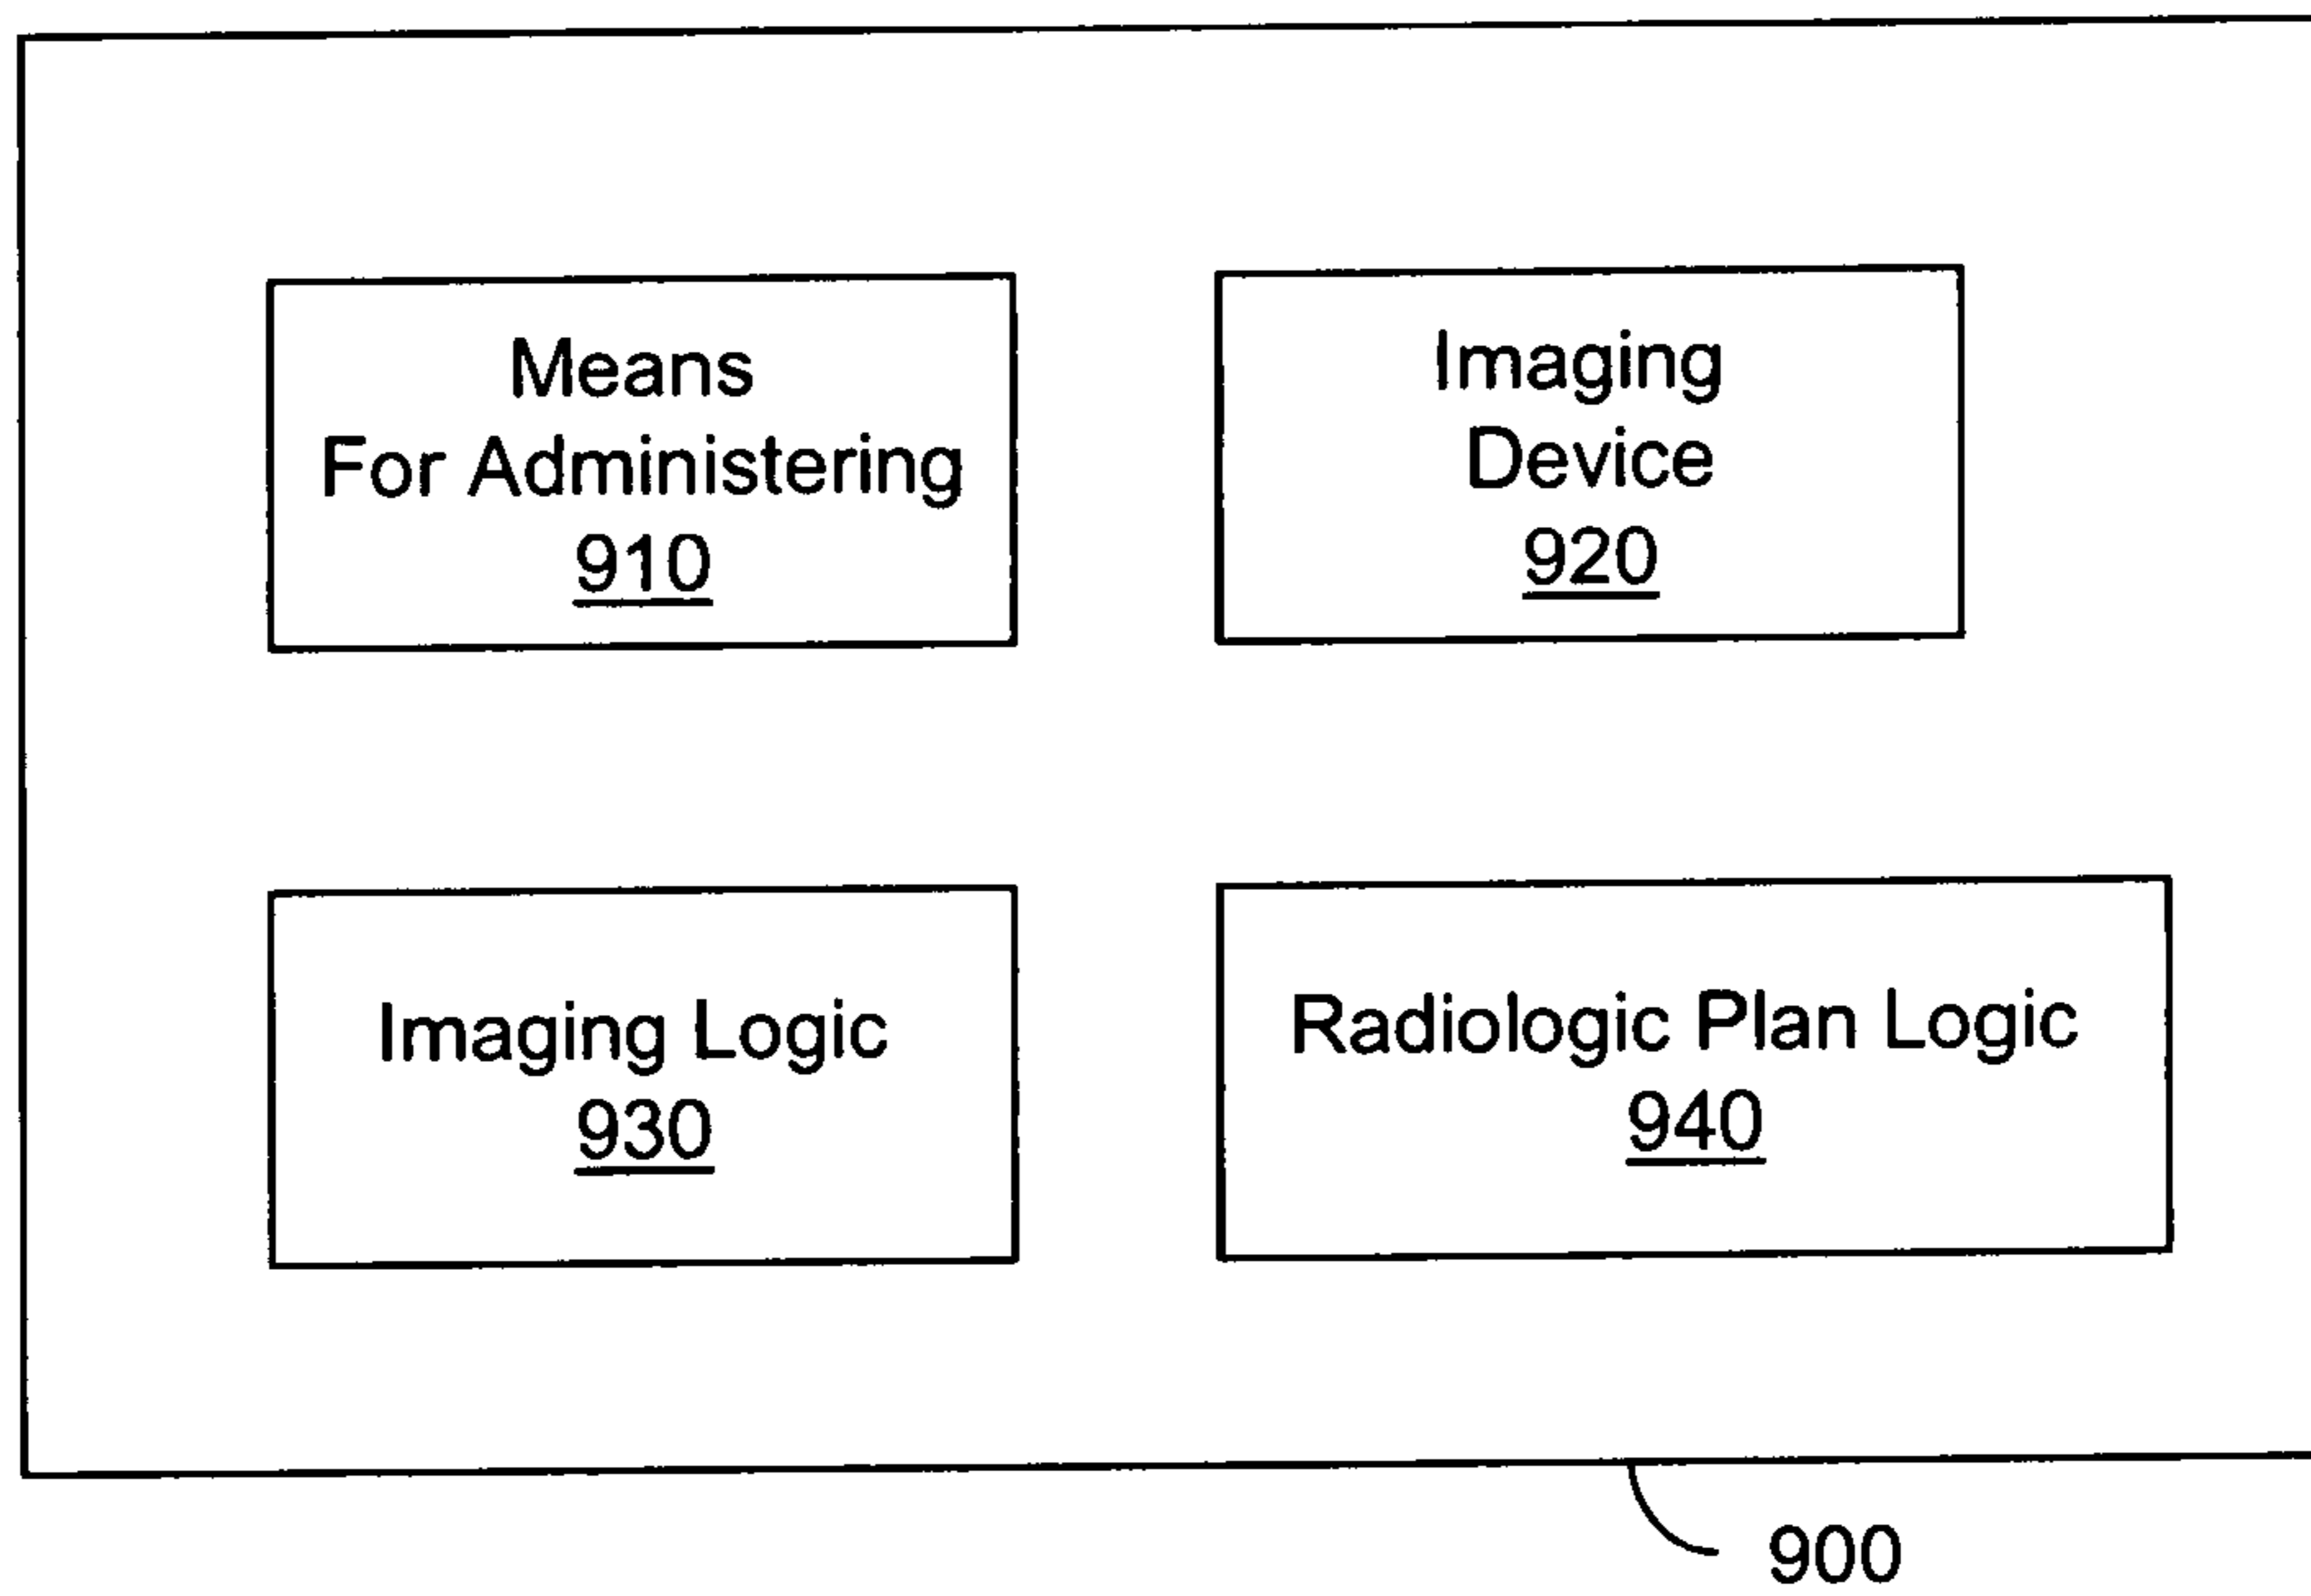 Means
For Administering
910
Imaging
Device
920
Imaging Logic
930
Radiologic Plan Logic
940
900